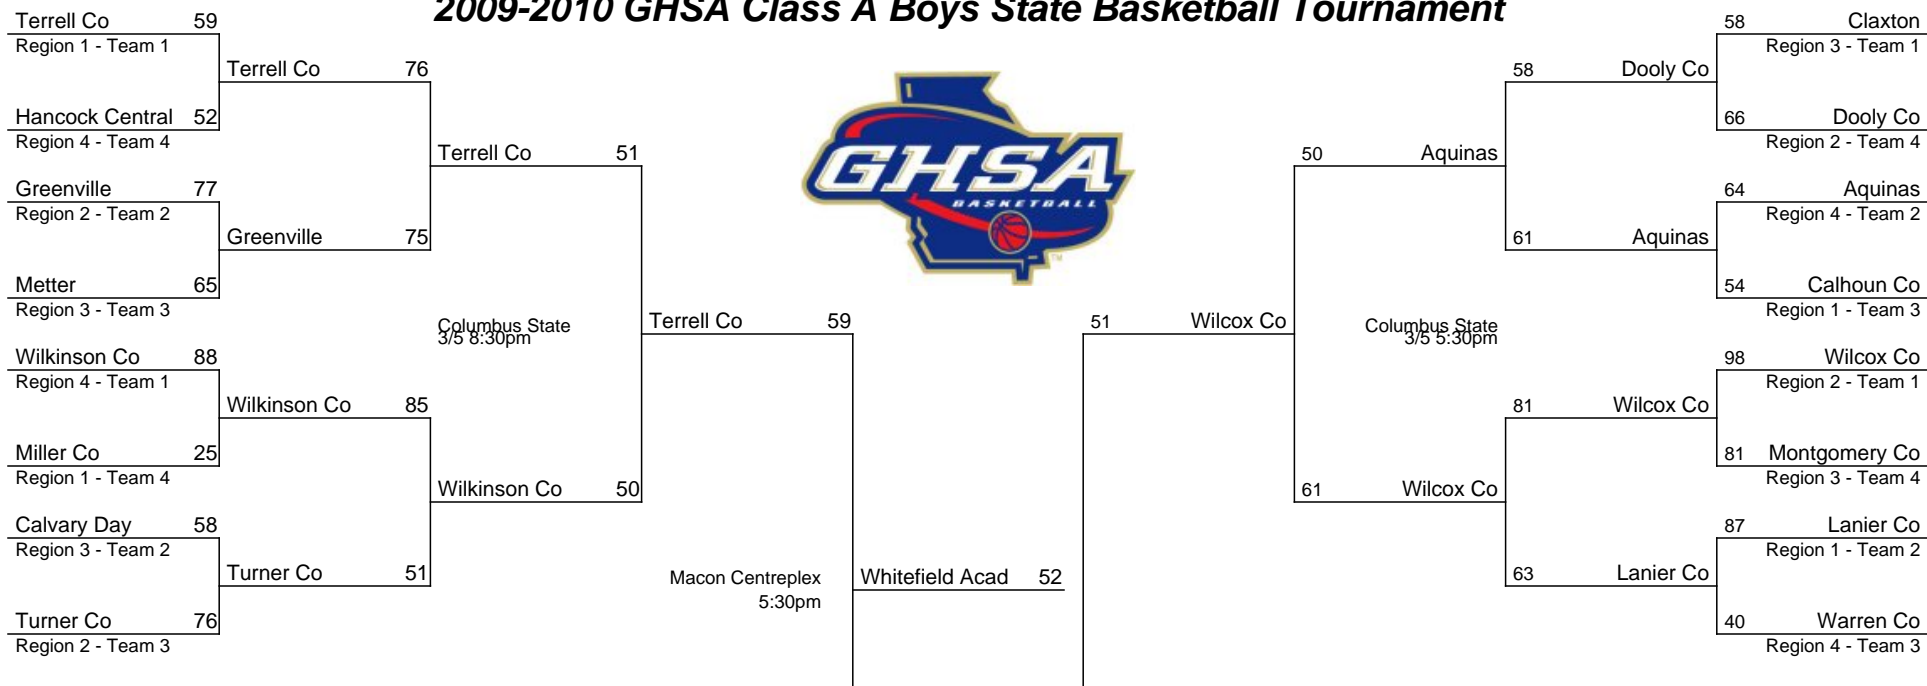 2009-2010 GHSA Class A Boys State Basketball Tournament
Terrell Co 59
Region 1 - Team 1
Hancock Central 52
Region 4 - Team 4
Greenville 77
Region 2 - Team 2
Metter 65
Region 3 - Team 3
Wilkinson Co 88
Region 4 - Team 1
Miller Co 25
Region 1 - Team 4
Calvary Day 58
Region 3 - Team 2
Turner Co 76
Region 2 - Team 3
Terrell Co 76
Greenville 75
Wilkinson Co 85
Turner Co 51
Terrell Co 51
Columbus State
3/5 8:30pm
Wilkinson Co 50
Terrell Co 59
Macon Centreplex
5:30pm
Whitefield Acad 52
GHSA
BASKETBALL
TM
51 Wilcox Co
50 Aquinas
Columbus State
3/5 5:30pm
61 Wilcox Co
58 Dooly Co
61 Aquinas
81 Wilcox Co
63 Lanier Co
58 Claxton
Region 3 - Team 1
66 Dooly Co
Region 2 - Team 4
64 Aquinas
Region 4 - Team 2
54 Calhoun Co
Region 1 - Team 3
98 Wilcox Co
Region 2 - Team 1
81 Montgomery Co
Region 3 - Team 4
87 Lanier Co
Region 1 - Team 2
40 Warren Co
Region 4 - Team 3